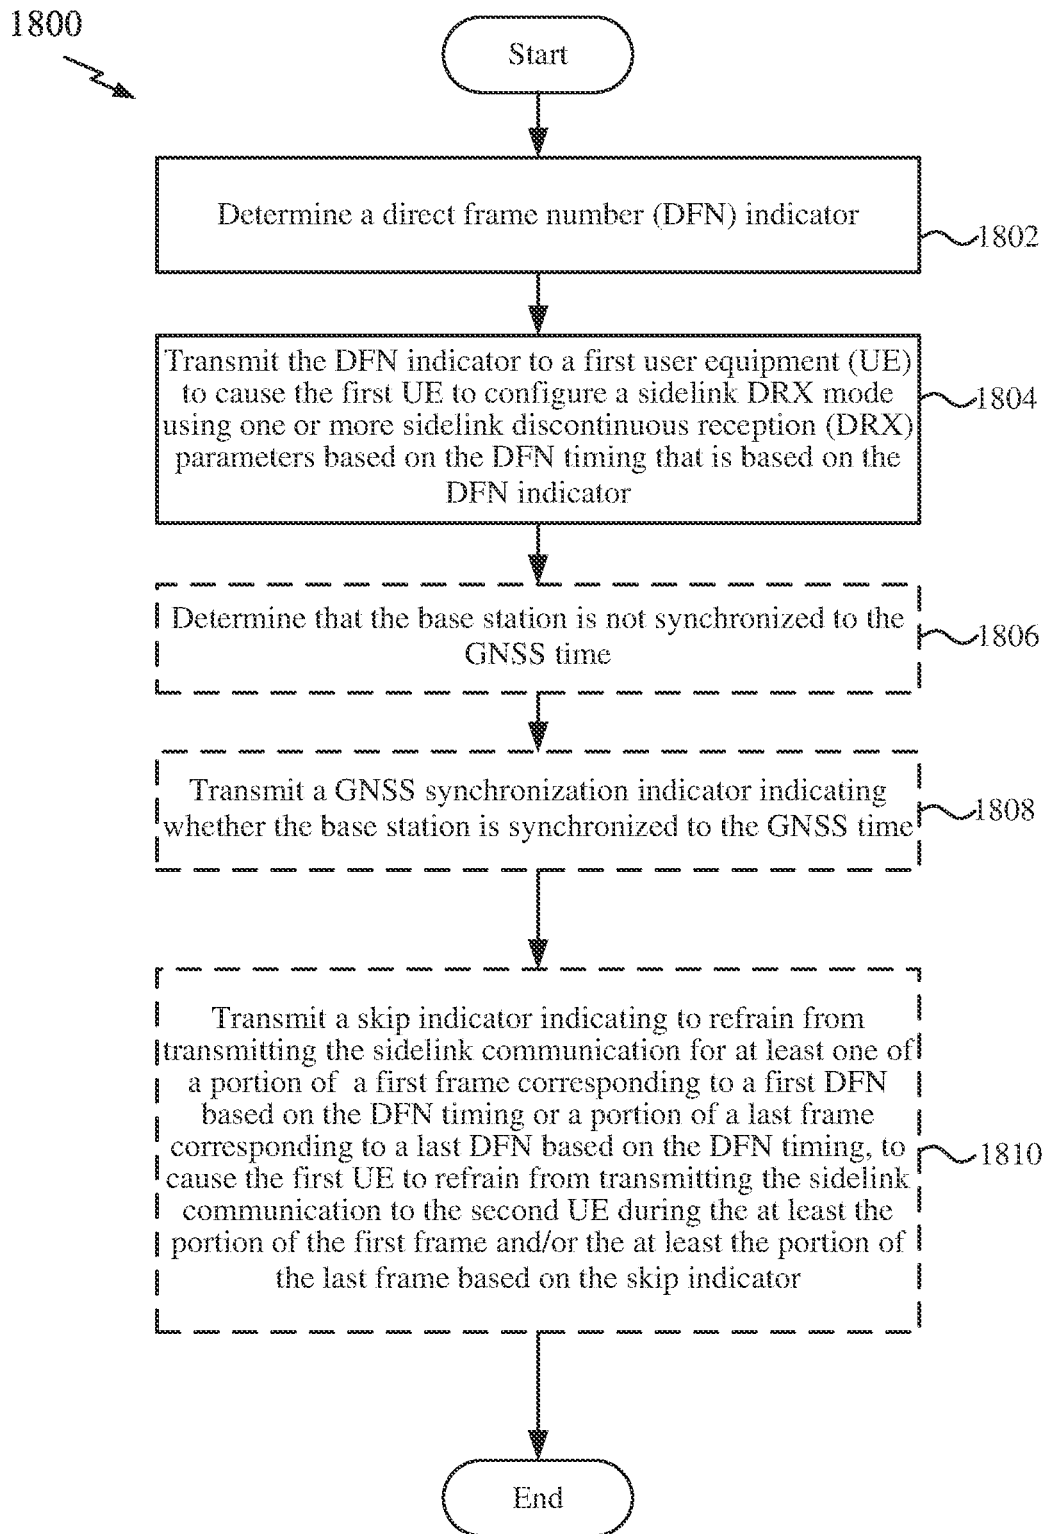 1800
Start
Determine a direct frame number (DFN) indicator
1802
Transmit the DFN indicator to a first user equipment (UE)
to cause the first UE to configure a sidelink DRX mode
using one or more sidelink discontinuous reception (DRX)
parameters based on the DFN timing that is based on the
DFN indicator
1804
Determine that the base station is not synchronized to the
GNSS time
1806
Transmit a GNSS synchronization indicator indicating
whether the base station is synchronized to the GNSS time
1808
Transmit a skip indicator indicating to refrain from
transmitting the sidelink communication for at least one of
a portion of a first frame corresponding to a first DFN
based on the DFN timing or a portion of a last frame
corresponding to a last DFN based on the DFN timing, to
cause the first UE to refrain from transmitting the sidelink
communication to the second UE during the at least the
portion of the first frame and/or the at least the portion of
the last frame based on the skip indicator
1810
End